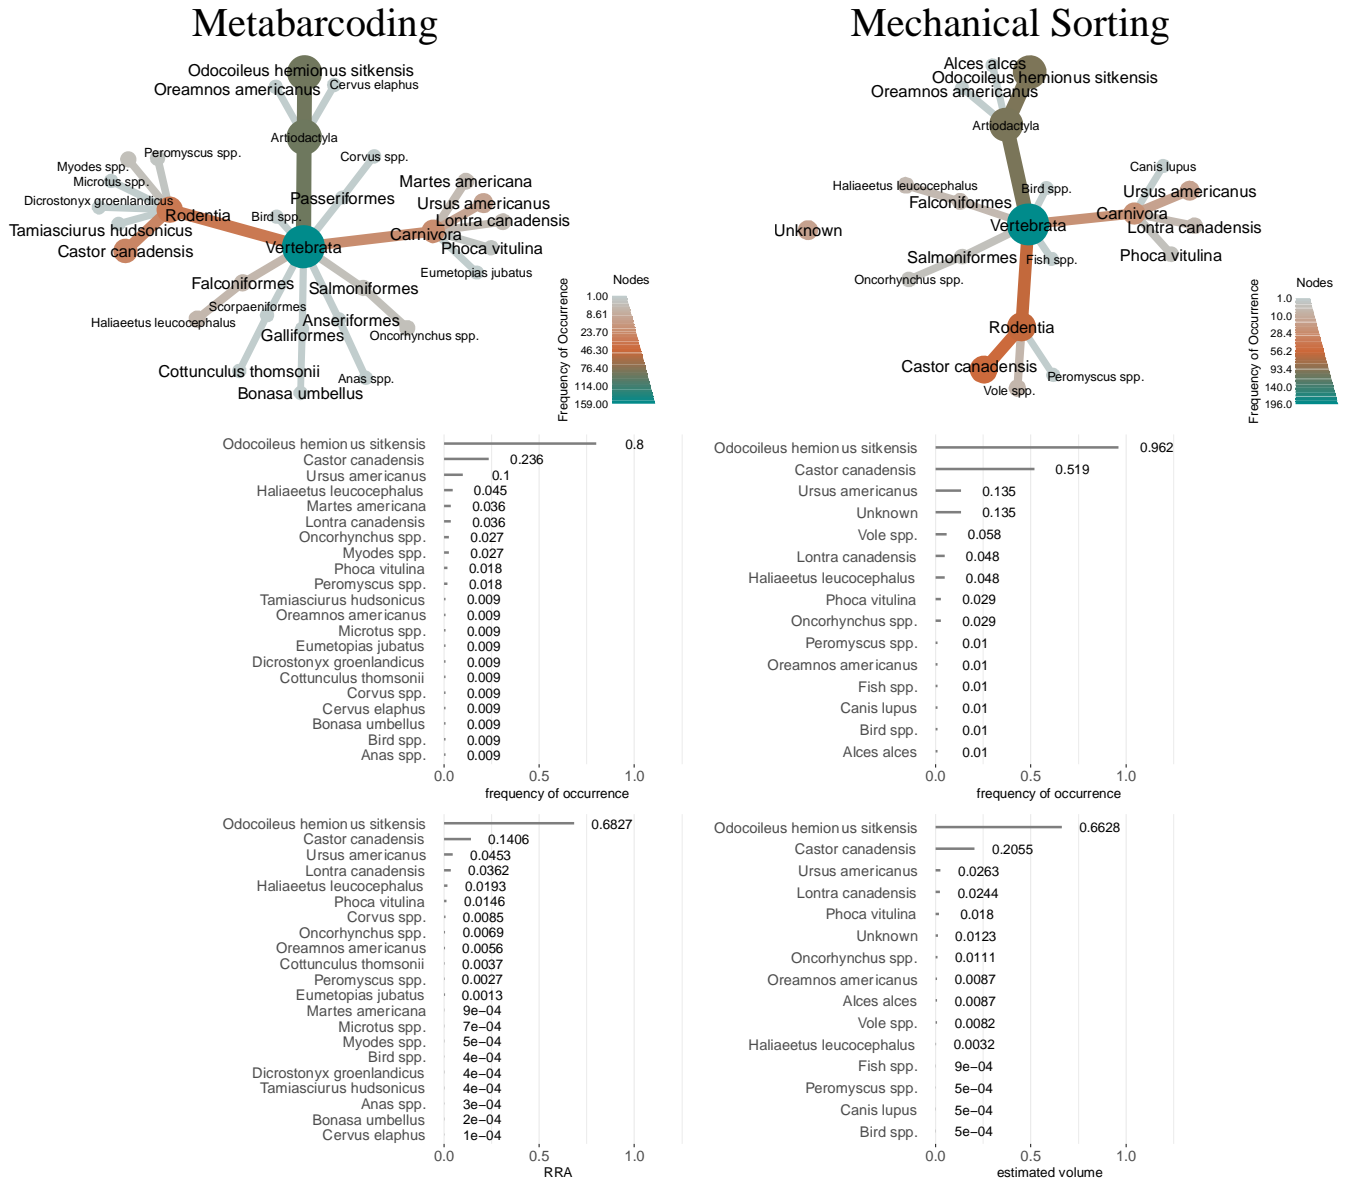 Metabarcoding
Odocoileus hemionus sitkensis
Oreamnos americanus
Cervus elaphus
Artiodactyla
Peromyscus spp.
Myodes spp.
Microtus spp.
Dicrostonyx groenlandicus
Rodentia
Tamiasciurus hudsonicus
Castor canadensis
Corvus spp.
Passeriformes
Bird spp.
Vertebrata
Martes americana
Ursus americanus
Lontra canadensis
Carnivora
Phoca vitulina
Eumetopias jubatus
Falconiformes
Salmoniformes
Scorpaeniformes
Haliaeetus leucocephalus
Anseriformes
Galliformes
Oncorhynchus spp.
Cottunculus thomsonii
Anas spp.
Bonasa umbellus
Nodes
Frequency of Occurrence
1.00
8.61
23.70
46.30
76.40
114.00
159.00
Mechanical Sorting
Alces alces
Odocoileus hemionus sitkensis
Oreamnos americanus
Artiodactyla
Canis lupus
Haliaeetus leucocephalus
Bird spp.
Ursus americanus
Falconiformes
Carnivora
Unknown
Vertebrata
Lontra canadensis
Salmoniformes
Fish spp.
Phoca vitulina
Oncorhynchus spp.
Rodentia
Castor canadensis
Peromyscus spp.
Vole spp.
Nodes
Frequency of Occurrence
1.0
10.0
28.4
56.2
93.4
140.0
196.0
Odocoileus hemionus sitkensis 0.8
Castor canadensis 0.236
Ursus americanus 0.1
Haliaeetus leucocephalus 0.045
Martes americana 0.036
Lontra canadensis 0.036
Oncorhynchus spp. 0.027
Myodes spp. 0.027
Phoca vitulina 0.018
Peromyscus spp. 0.018
Tamiasciurus hudsonicus 0.009
Oreamnos americanus 0.009
Microtus spp. 0.009
Eumetopias jubatus 0.009
Dicrostonyx groenlandicus 0.009
Cottunculus thomsonii 0.009
Corvus spp. 0.009
Cervus elaphus 0.009
Bonasa umbellus 0.009
Bird spp. 0.009
Anas spp. 0.009
0.0 0.5 1.0
frequency of occurrence
Odocoileus hemionus sitkensis 0.962
Castor canadensis 0.519
Ursus americanus 0.135
Unknown 0.135
Vole spp. 0.058
Lontra canadensis 0.048
Haliaeetus leucocephalus 0.048
Phoca vitulina 0.029
Oncorhynchus spp. 0.029
Peromyscus spp. 0.01
Oreamnos americanus 0.01
Fish spp. 0.01
Canis lupus 0.01
Bird spp. 0.01
Alces alces 0.01
0.0 0.5 1.0
frequency of occurrence
Odocoileus hemionus sitkensis 0.6827
Castor canadensis 0.1406
Ursus americanus 0.0453
Lontra canadensis 0.0362
Haliaeetus leucocephalus 0.0193
Phoca vitulina 0.0146
Corvus spp. 0.0085
Oncorhynchus spp. 0.0069
Oreamnos americanus 0.0056
Cottunculus thomsonii 0.0037
Peromyscus spp. 0.0027
Eumetopias jubatus 0.0013
Martes americana 9e−04
Microtus spp. 7e−04
Myodes spp. 5e−04
Bird spp. 4e−04
Dicrostonyx groenlandicus 4e−04
Tamiasciurus hudsonicus 4e−04
Anas spp. 3e−04
Bonasa umbellus 2e−04
Cervus elaphus 1e−04
0.0 0.5 1.0
RRA
Odocoileus hemionus sitkensis 0.6628
Castor canadensis 0.2055
Ursus americanus 0.0263
Lontra canadensis 0.0244
Phoca vitulina 0.018
Unknown 0.0123
Oncorhynchus spp. 0.0111
Oreamnos americanus 0.0087
Alces alces 0.0087
Vole spp. 0.0082
Haliaeetus leucocephalus 0.0032
Fish spp. 9e−04
Peromyscus spp. 5e−04
Canis lupus 5e−04
Bird spp. 5e−04
0.0 0.5 1.0
estimated volume